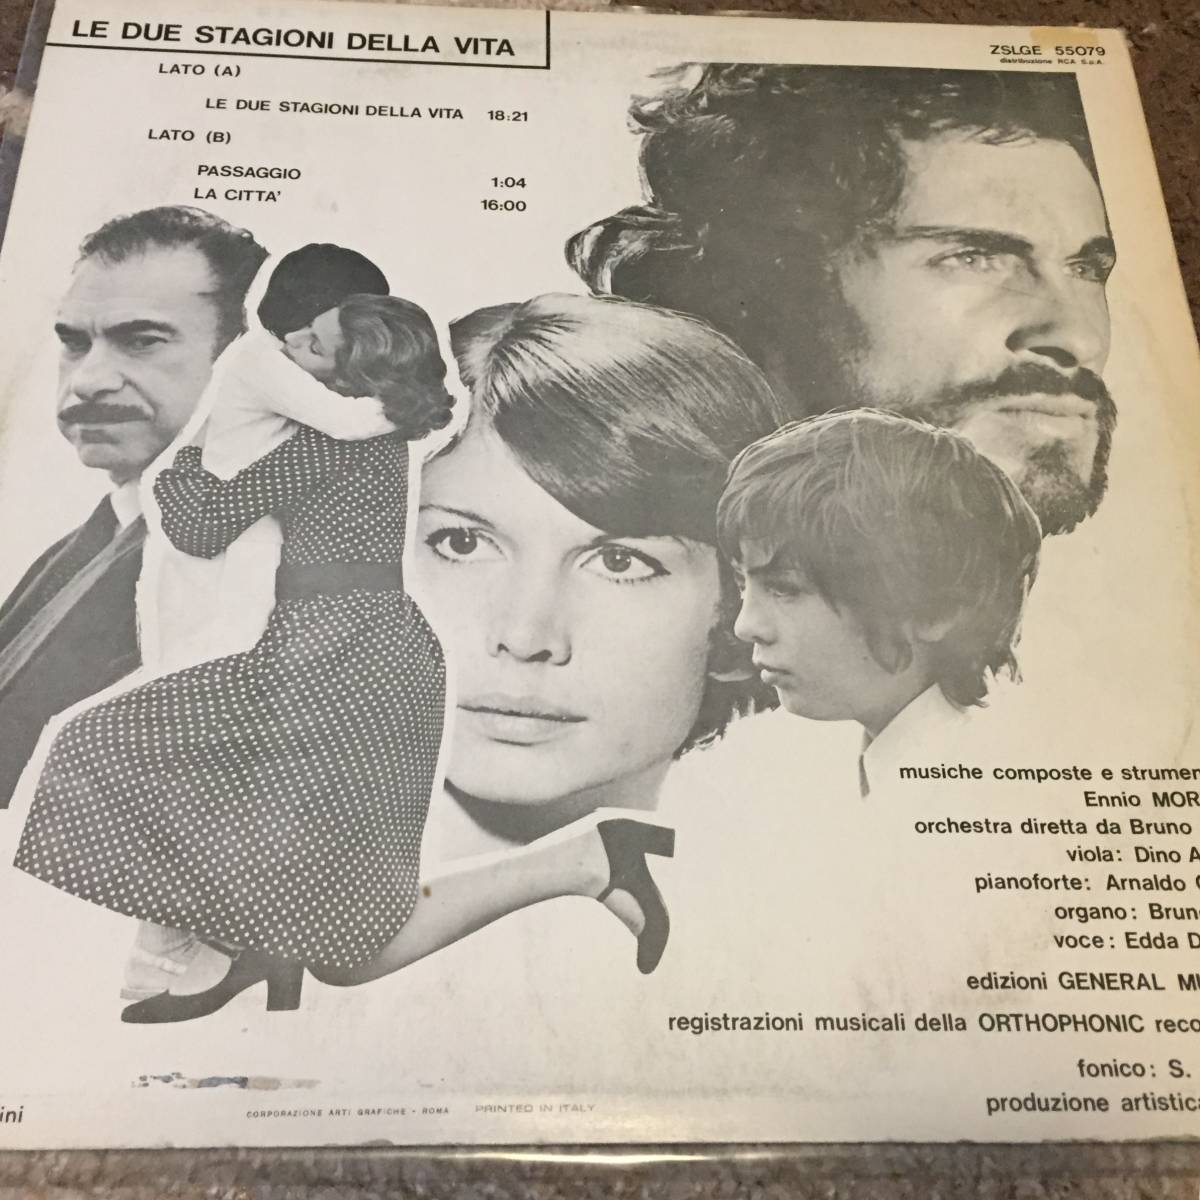 LE DUE STAGIONI DELLA VITA
ZSLGE 55079
distribuzione RCA S.p.A.
LATO (A)
LE DUE STAGIONI DELLA VITA 18:21
LATO (B)
PASSAGGIO 1:04
LA CITTA' 16:00
musiche composte e strumen
Ennio MOR
orchestra diretta da Bruno
viola: Dino A
pianoforte: Arnaldo
organo: Brun
voce: Edda D
edizioni GENERAL MU
registrazioni musicali della ORTHOPHONIC reco
fonico: S.
produzione artistica
ini
CORPORAZIONE ARTI GRAFICHE - ROMA PRINTED IN ITALY